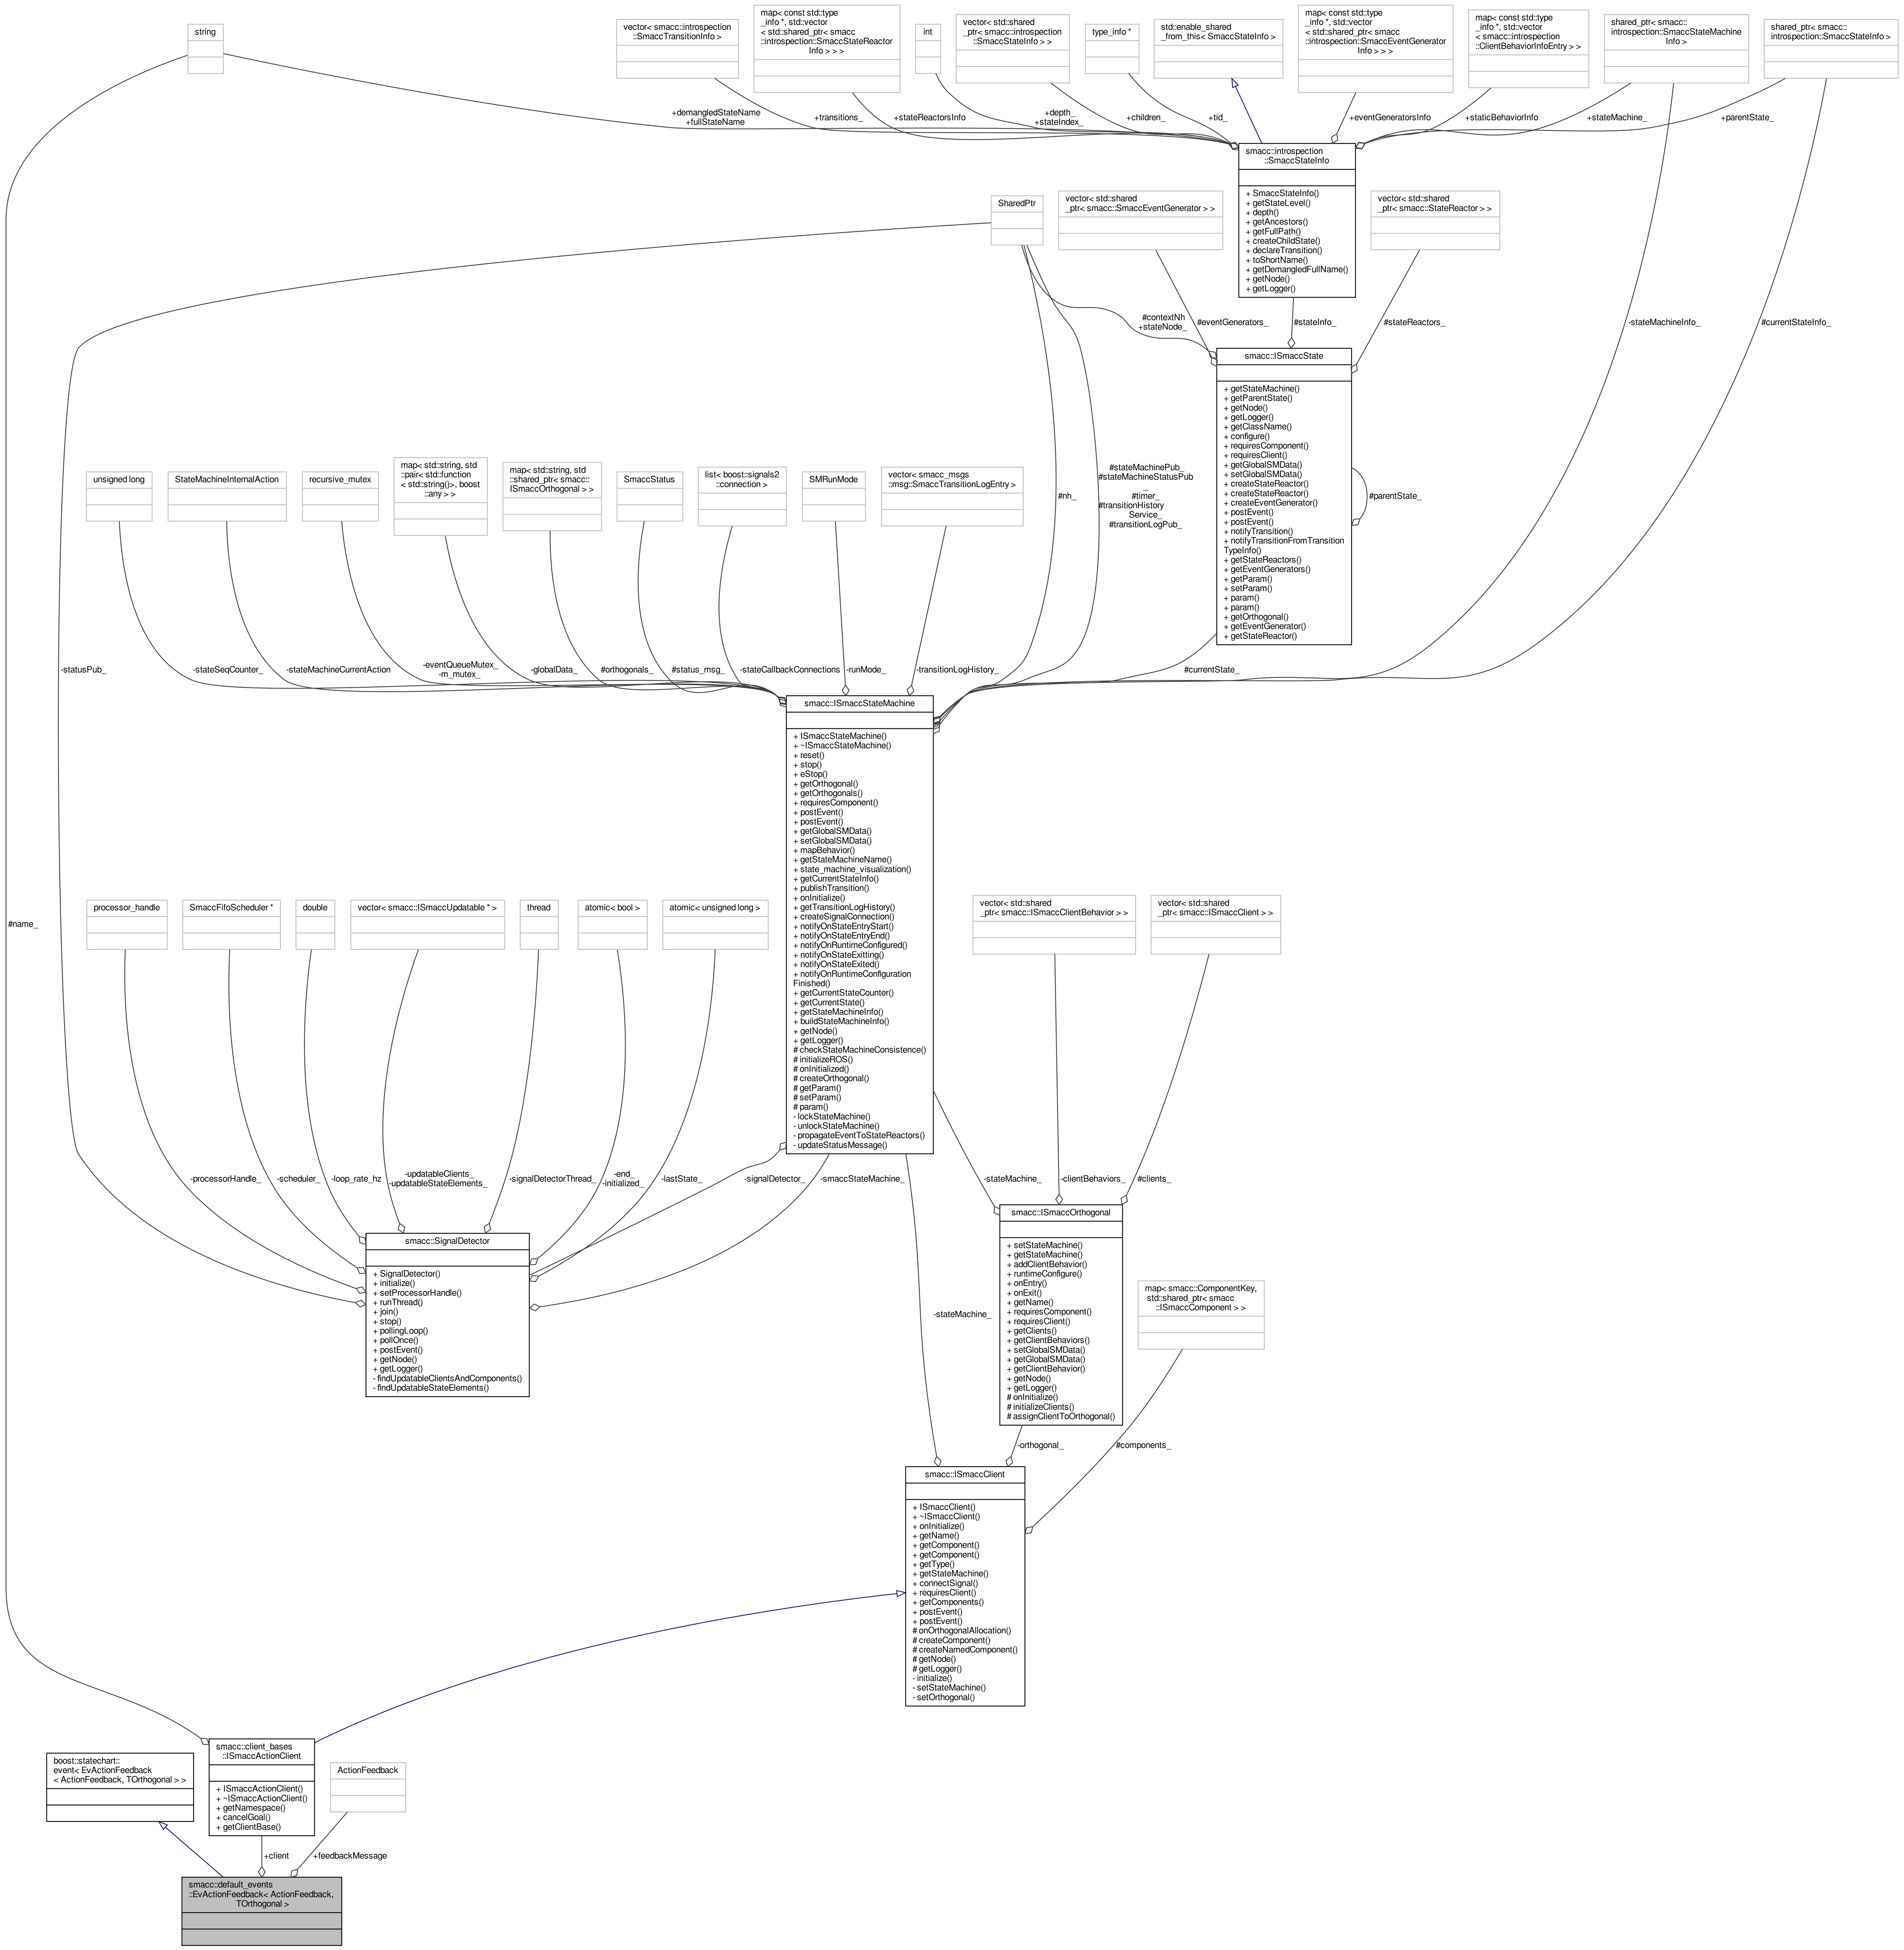 string
vector< smacc::introspection
::SmaccTransitionInfo >
map< const std::type
_info *, std::vector
< std::shared_ptr< smacc
::introspection::SmaccStateReactor
Info > > >
int
vector< std::shared
_ptr< smacc::introspection
::SmaccStateInfo > >
type_info *
std::enable_shared
_from_this< SmaccStateInfo >
map< const std::type
_info *, std::vector
< std::shared_ptr< smacc
::introspection::SmaccEventGenerator
Info > > >
map< const std::type
_info *, std::vector
< smacc::introspection
::ClientBehaviorInfoEntry > >
shared_ptr< smacc::
introspection::SmaccStateMachine
Info >
shared_ptr< smacc::
introspection::SmaccStateInfo >
+demangledStateName
+fullStateName
+transitions_
+stateReactorsInfo
+depth_
+stateIndex_
+children_
+tid_
+eventGeneratorsInfo
+staticBehaviorInfo
+stateMachine_
+parentState_
smacc::introspection
::SmaccStateInfo
+ SmaccStateInfo()
+ getStateLevel()
+ depth()
+ getAncestors()
+ getFullPath()
+ createChildState()
+ declareTransition()
+ toShortName()
+ getDemangledFullName()
+ getNode()
+ getLogger()
SharedPtr
vector< std::shared
_ptr< smacc::SmaccEventGenerator > >
vector< std::shared
_ptr< smacc::StateReactor > >
#contextNh
+stateNode_
#eventGenerators_
#stateInfo_
#stateReactors_
-stateMachineInfo_
#currentStateInfo_
smacc::ISmaccState
+ getStateMachine()
+ getParentState()
+ getNode()
+ getLogger()
+ getClassName()
+ configure()
+ requiresComponent()
+ requiresClient()
+ getGlobalSMData()
+ setGlobalSMData()
+ createStateReactor()
+ createStateReactor()
+ createEventGenerator()
+ postEvent()
+ postEvent()
+ notifyTransition()
+ notifyTransitionFromTransition
TypeInfo()
+ getStateReactors()
+ getEventGenerators()
+ getParam()
+ setParam()
+ param()
+ param()
+ getOrthogonal()
+ getEventGenerator()
+ getStateReactor()
#parentState_
unsigned long
StateMachineInternalAction
recursive_mutex
map< std::string, std
::pair< std::function
< std::string()>, boost
::any > >
map< std::string, std
::shared_ptr< smacc::
ISmaccOrthogonal > >
SmaccStatus
list< boost::signals2
::connection >
SMRunMode
vector< smacc_msgs
::msg::SmaccTransitionLogEntry >
#nh_
#stateMachinePub_
#stateMachineStatusPub
_
#timer_
#transitionHistory
Service_
#transitionLogPub_
-statusPub_
-stateSeqCounter_
-stateMachineCurrentAction
-eventQueueMutex_
-m_mutex_
-globalData_
#orthogonals_
#status_msg_
-stateCallbackConnections
-runMode_
-transitionLogHistory_
#currentState_
smacc::ISmaccStateMachine
+ ISmaccStateMachine()
+ ~ISmaccStateMachine()
+ reset()
+ stop()
+ eStop()
+ getOrthogonal()
+ getOrthogonals()
+ requiresComponent()
+ postEvent()
+ postEvent()
+ getGlobalSMData()
+ setGlobalSMData()
+ mapBehavior()
+ getStateMachineName()
+ state_machine_visualization()
+ getCurrentStateInfo()
+ publishTransition()
+ onInitialize()
+ getTransitionLogHistory()
+ createSignalConnection()
+ notifyOnStateEntryStart()
+ notifyOnStateEntryEnd()
+ notifyOnRuntimeConfigured()
+ notifyOnStateExitting()
+ notifyOnStateExited()
+ notifyOnRuntimeConfiguration
Finished()
+ getCurrentStateCounter()
+ getCurrentState()
+ getStateMachineInfo()
+ buildStateMachineInfo()
+ getNode()
+ getLogger()
# checkStateMachineConsistence()
# initializeROS()
# onInitialized()
# createOrthogonal()
# getParam()
# setParam()
# param()
- lockStateMachine()
- unlockStateMachine()
- propagateEventToStateReactors()
- updateStatusMessage()
#name_
processor_handle
SmaccFifoScheduler *
double
vector< smacc::ISmaccUpdatable * >
thread
atomic< bool >
atomic< unsigned long >
vector< std::shared
_ptr< smacc::ISmaccClientBehavior > >
vector< std::shared
_ptr< smacc::ISmaccClient > >
-processorHandle_
-scheduler_
-loop_rate_hz
-updatableClients_
-updatableStateElements_
-signalDetectorThread_
-end_
-initialized_
-lastState_
-signalDetector_
-smaccStateMachine_
-stateMachine_
-clientBehaviors_
#clients_
smacc::SignalDetector
+ SignalDetector()
+ initialize()
+ setProcessorHandle()
+ runThread()
+ join()
+ stop()
+ pollingLoop()
+ pollOnce()
+ postEvent()
+ getNode()
+ getLogger()
- findUpdatableClientsAndComponents()
- findUpdatableStateElements()
smacc::ISmaccOrthogonal
+ setStateMachine()
+ getStateMachine()
+ addClientBehavior()
+ runtimeConfigure()
+ onEntry()
+ onExit()
+ getName()
+ requiresComponent()
+ requiresClient()
+ getClients()
+ getClientBehaviors()
+ setGlobalSMData()
+ getGlobalSMData()
+ getClientBehavior()
+ getNode()
+ getLogger()
# onInitialize()
# initializeClients()
# assignClientToOrthogonal()
map< smacc::ComponentKey,
std::shared_ptr< smacc
::ISmaccComponent > >
-stateMachine_
-orthogonal_
#components_
smacc::ISmaccClient
+ ISmaccClient()
+ ~ISmaccClient()
+ onInitialize()
+ getName()
+ getComponent()
+ getComponent()
+ getType()
+ getStateMachine()
+ connectSignal()
+ requiresClient()
+ getComponents()
+ postEvent()
+ postEvent()
# onOrthogonalAllocation()
# createComponent()
# createNamedComponent()
# getNode()
# getLogger()
- initialize()
- setStateMachine()
- setOrthogonal()
boost::statechart::
event< EvActionFeedback
< ActionFeedback, TOrthogonal > >
smacc::client_bases
::ISmaccActionClient
+ ISmaccActionClient()
+ ~ISmaccActionClient()
+ getNamespace()
+ cancelGoal()
+ getClientBase()
ActionFeedback
+client
+feedbackMessage
smacc::default_events
::EvActionFeedback< ActionFeedback,
TOrthogonal >